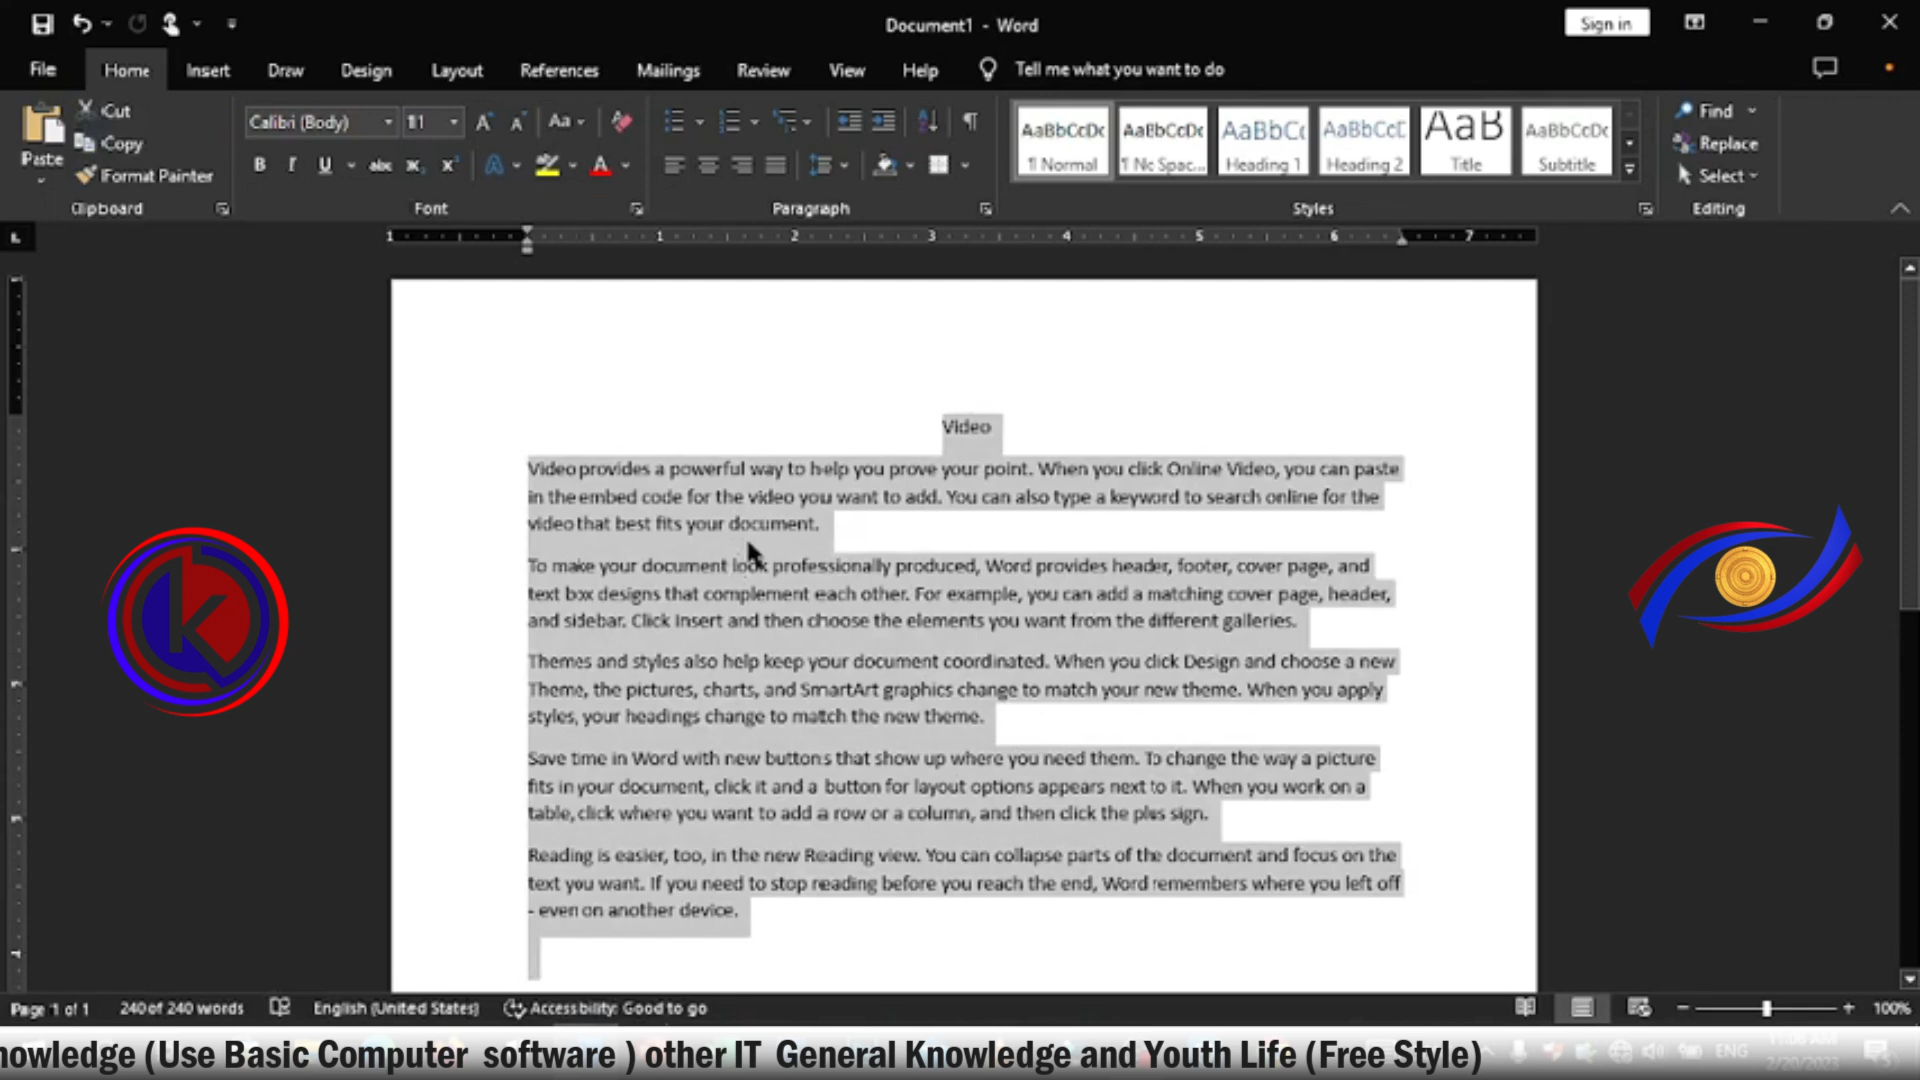 Document1 - Word
Sign in
File Home Insert Draw Design Layout References Mailings Review View Help Tell me what you want to do
Paste
Cut
Copy
Format Painter
Clipboard
Calibri (Body) 11 Aa
B I U abc x x A A
Font
Paragraph
AaBbCcDc AaBbCcDc AaBbC AaBbCcD AaB AaBbCcDc
¶ Normal ¶ No Spac... Heading 1 Heading 2 Title Subtitle
Styles
Find
Replace
Select
Editing
1 1 2 3 4 5 6 7
Video
Video provides a powerful way to help you prove your point. When you click Online Video, you can paste
in the embed code for the video you want to add. You can also type a keyword to search online for the
video that best fits your document.
To make your document look professionally produced, Word provides header, footer, cover page, and
text box designs that complement each other. For example, you can add a matching cover page, header,
and sidebar. Click Insert and then choose the elements you want from the different galleries.
Themes and styles also help keep your document coordinated. When you click Design and choose a new
Theme, the pictures, charts, and SmartArt graphics change to match your new theme. When you apply
styles, your headings change to match the new theme.
Save time in Word with new buttons that show up where you need them. To change the way a picture
fits in your document, click it and a button for layout options appears next to it. When you work on a
table, click where you want to add a row or a column, and then click the plus sign.
Reading is easier, too, in the new Reading view. You can collapse parts of the document and focus on the
text you want. If you need to stop reading before you reach the end, Word remembers where you left off
- even on another device.
K
Page 1 of 1 240 of 240 words English (United States) Accessibility: Good to go 100%
nowledge (Use Basic Computer software ) other IT General Knowledge and Youth Life (Free Style)
ENG
2/20/2023